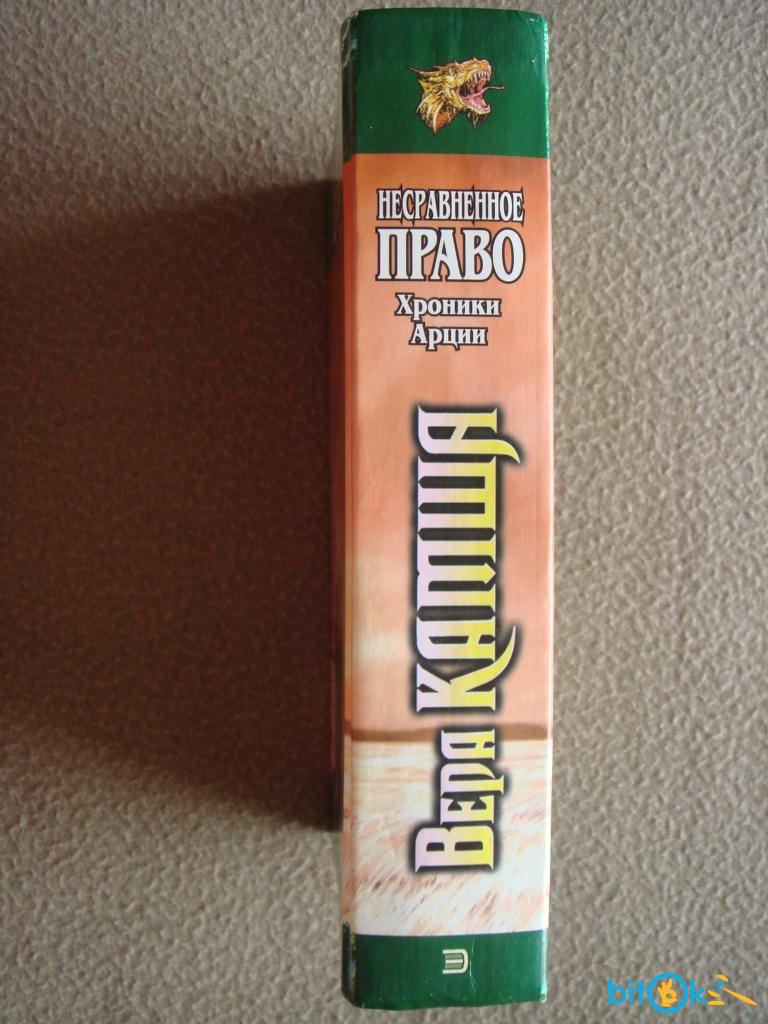 НЕСРАВНЕННОЕ
ПРАВО
Хроники
Арции
ВЕРА КАМША
bitok